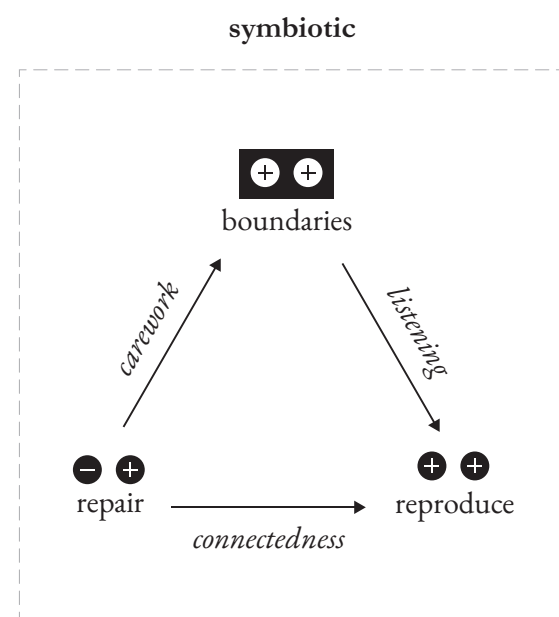 symbiotic
+ +
boundaries
carework
listening
− +
repair
+ +
reproduce
connectedness